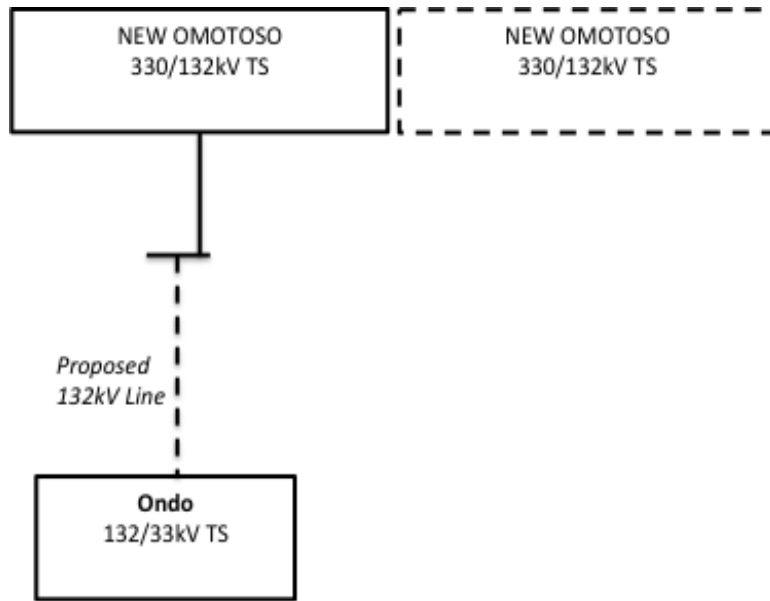 NEW OMOTOSO
330/132kV TS
NEW OMOTOSO
330/132kV TS
Proposed
132kV Line
Ondo
132/33kV TS